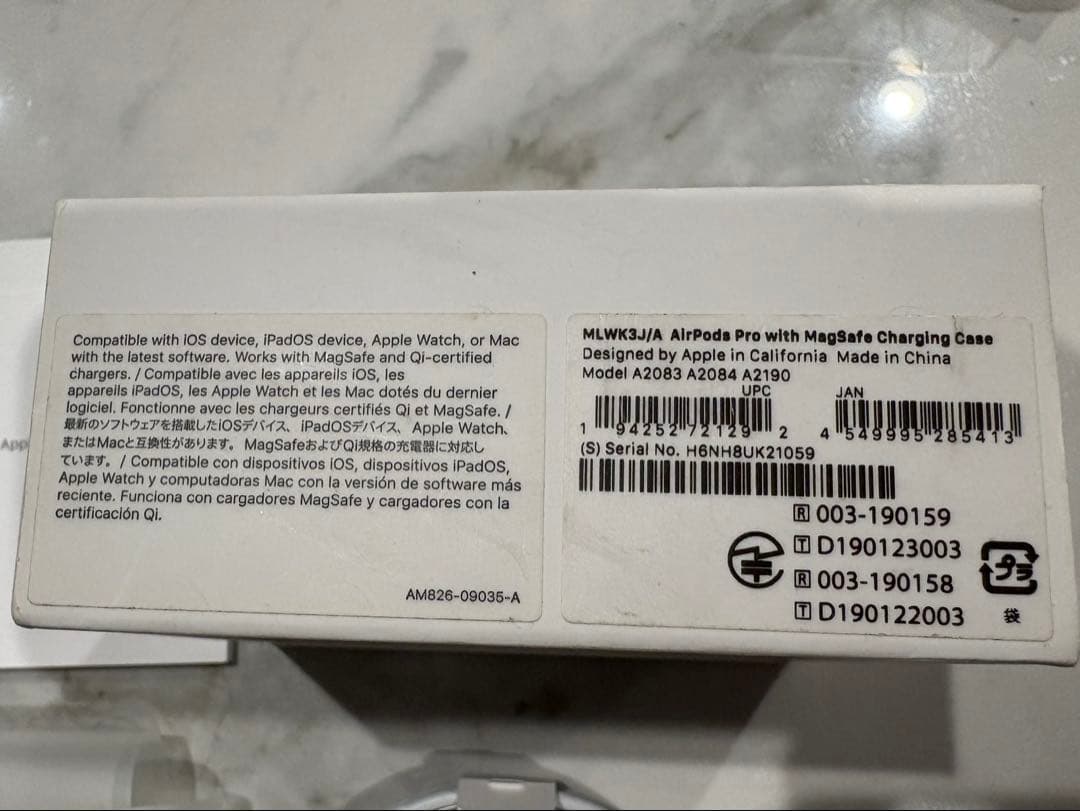 Compatible with iOS device, iPadOS device, Apple Watch, or Mac
with the latest software. Works with MagSafe and Qi-certified
chargers. / Compatible avec les appareils iOS, les
appareils iPadOS, les Apple Watch et les Mac dotés du dernier
logiciel. Fonctionne avec les chargeurs certifiés Qi et MagSafe. /
最新のソフトウェアを搭載したiOSデバイス、iPadOSデバイス、Apple Watch、
またはMacと互換性があります。MagSafeおよびQi規格の充電器に対応し
ています。/ Compatible con dispositivos iOS, dispositivos iPadOS,
Apple Watch y computadoras Mac con la versión de software más
reciente. Funciona con cargadores MagSafe y cargadores con la
certificación Qi.
AM826-09035-A
MLWK3J/A AirPods Pro with MagSafe Charging Case
Designed by Apple in California Made in China
Model A2083 A2084 A2190
UPC
1 94252 72129 2
JAN
4 549995 285413
(S) Serial No. H6NH8UK21059
R 003-190159
T D190123003
R 003-190158
T D190122003
プラ
袋
App